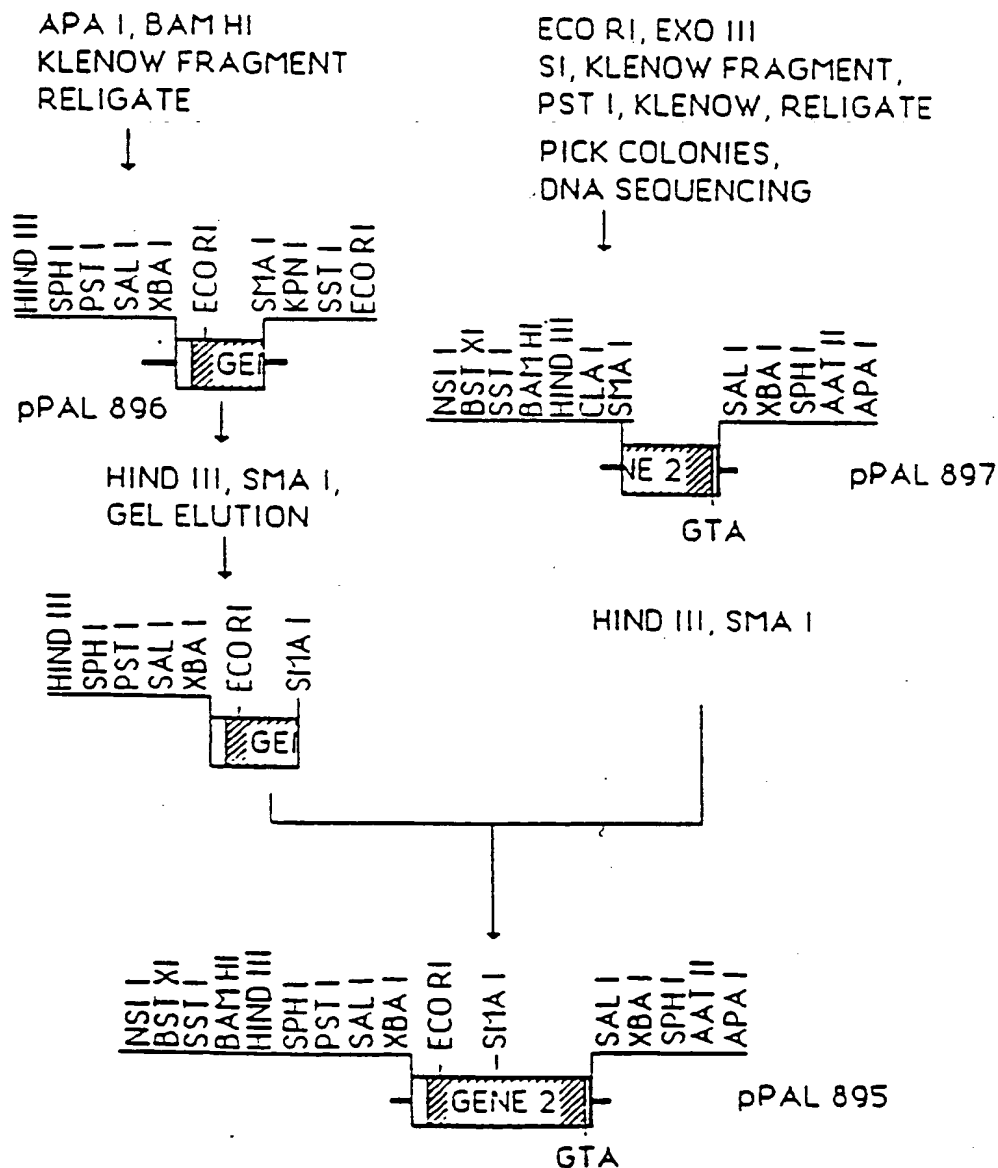 APA I, BAM HI
KLENOW FRAGMENT
RELIGATE
ECO RI, EXO III
SI, KLENOW FRAGMENT,
PST I, KLENOW, RELIGATE
PICK COLONIES,
DNA SEQUENCING
HIND III
SPH I
PST I
SAL I
XBA I
ECO RI
SMA I
KPN I
SST I
ECO RI
GEI
pPAL 896
NSI I
BST XI
SST I
BAM HI
HIND III
CLA I
SMA I
SAL I
XBA I
SPH I
AAT II
APA I
NE 2
pPAL 897
GTA
HIND III, SMA I,
GEL ELUTION
HIND III, SMA I
HIND III
SPH I
PST I
SAL I
XBA I
ECO RI
SMA I
GEI
NSI I
BST XI
SST I
BAM HI
HIND III
SPH I
PST I
SAL I
XBA I
ECO RI
SMA I
SAL I
XBA I
SPH I
AAT II
APA I
GENE 2
pPAL 895
GTA